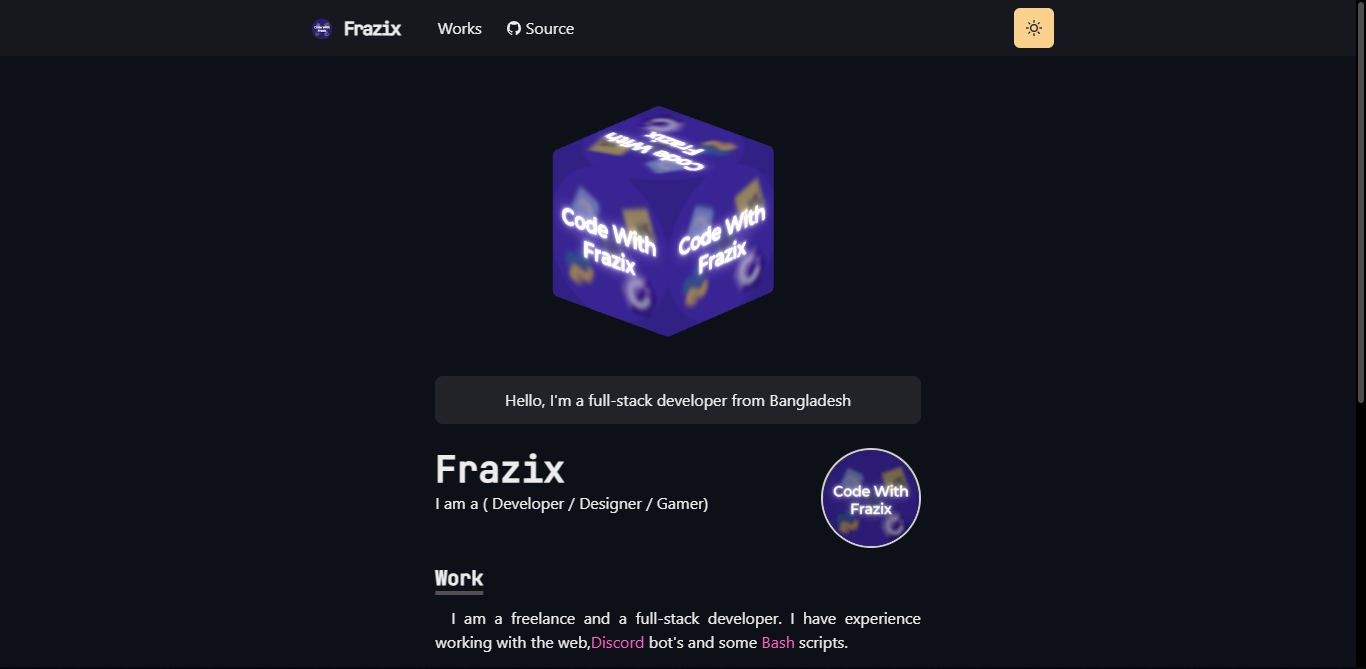 Frazix
Works
Source
Code With
Frazix
Code With
Frazix
Code With
Frazix
Hello, I'm a full-stack developer from Bangladesh
Frazix
I am a ( Developer / Designer / Gamer)
Code With
Frazix
Work
I am a freelance and a full-stack developer. I have experience
working with the web,Discord bot's and some Bash scripts.